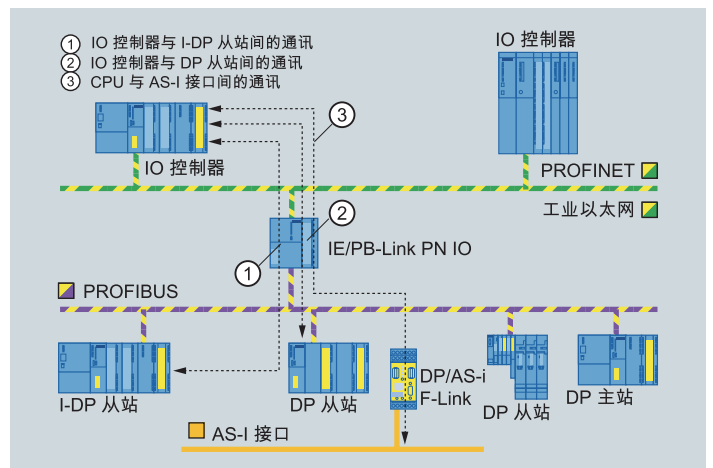 ① IO 控制器与 I-DP 从站间的通讯
② IO 控制器与 DP 从站间的通讯
③ CPU 与 AS-I 接口间的通讯
IO 控制器
③
IO 控制器
PROFINET
工业以太网
②
IE/PB-Link PN IO
①
PROFIBUS
I-DP 从站
DP 从站
DP/AS-i
F-Link
DP 从站
DP 主站
AS-I 接口